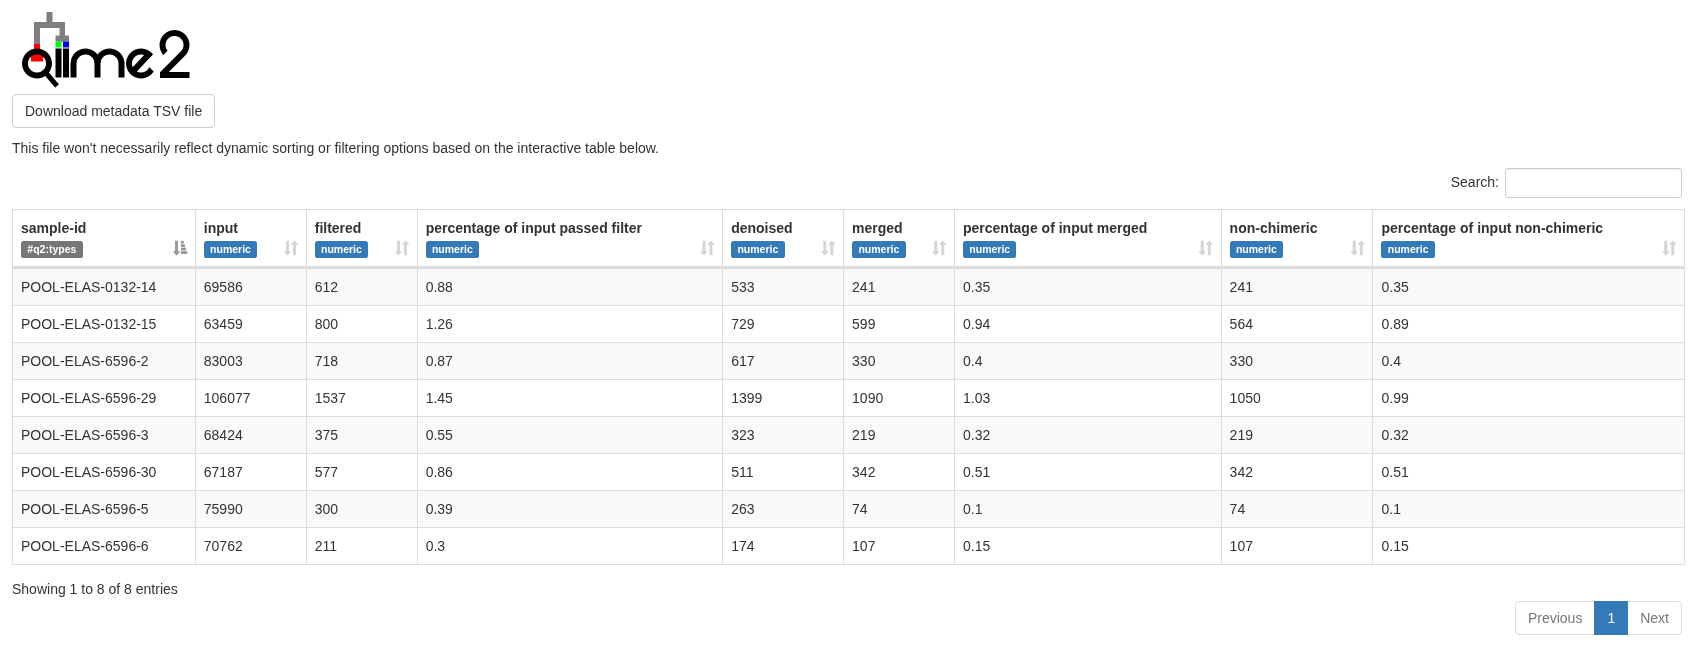 qiime2
Download metadata TSV file
This file won't necessarily reflect dynamic sorting or filtering options based on the interactive table below.
Search:
sample-id input filtered percentage of input passed filter denoised merged percentage of input merged non-chimeric percentage of input non-chimeric
#q2:types numeric numeric numeric numeric numeric numeric numeric numeric
POOL-ELAS-0132-14 69586 612 0.88 533 241 0.35 241 0.35
POOL-ELAS-0132-15 63459 800 1.26 729 599 0.94 564 0.89
POOL-ELAS-6596-2 83003 718 0.87 617 330 0.4 330 0.4
POOL-ELAS-6596-29 106077 1537 1.45 1399 1090 1.03 1050 0.99
POOL-ELAS-6596-3 68424 375 0.55 323 219 0.32 219 0.32
POOL-ELAS-6596-30 67187 577 0.86 511 342 0.51 342 0.51
POOL-ELAS-6596-5 75990 300 0.39 263 74 0.1 74 0.1
POOL-ELAS-6596-6 70762 211 0.3 174 107 0.15 107 0.15
Showing 1 to 8 of 8 entries
Previous 1 Next